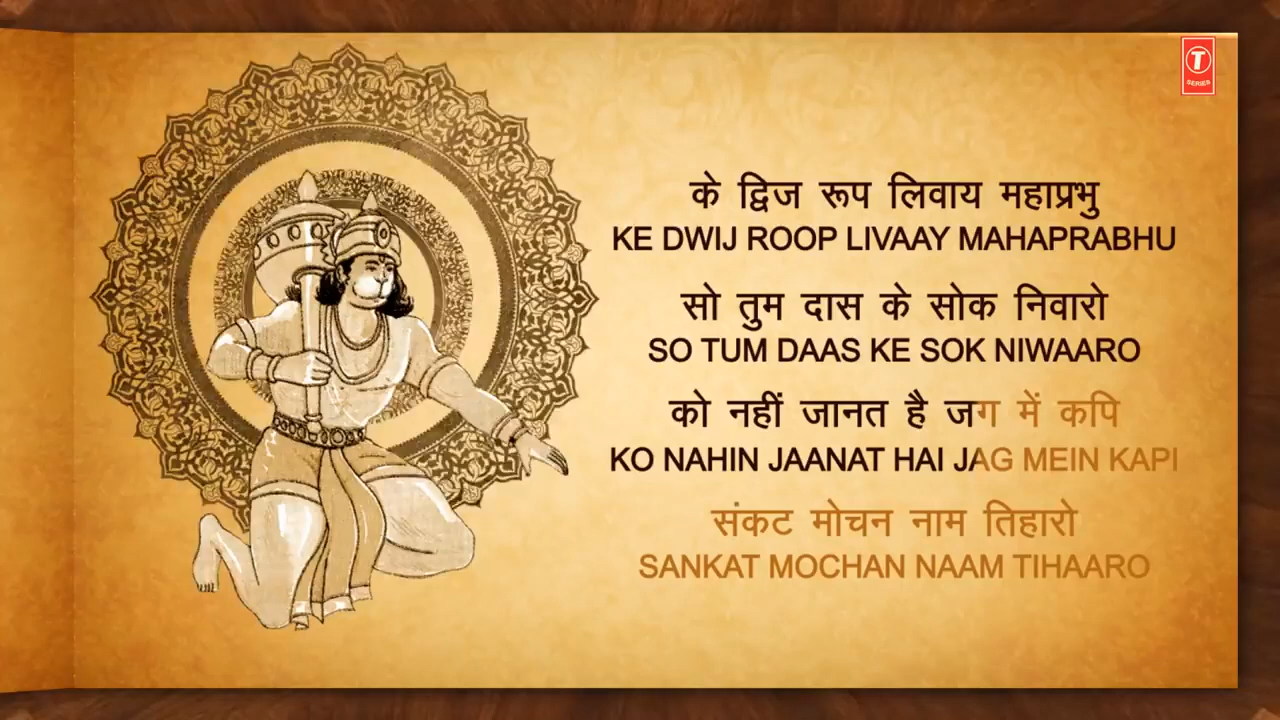 T
SERIES
के द्विज रूप लिवाय महाप्रभु
KE DWIJ ROOP LIVAAY MAHAPRABHU
सो तुम दास के सोक निवारो
SO TUM DAAS KE SOK NIWAARO
को नहीं जानत है जग में कपि
KO NAHIN JAANAT HAI JAG MEIN KAPI
संकट मोचन नाम तिहारो
SANKAT MOCHAN NAAM TIHAARO